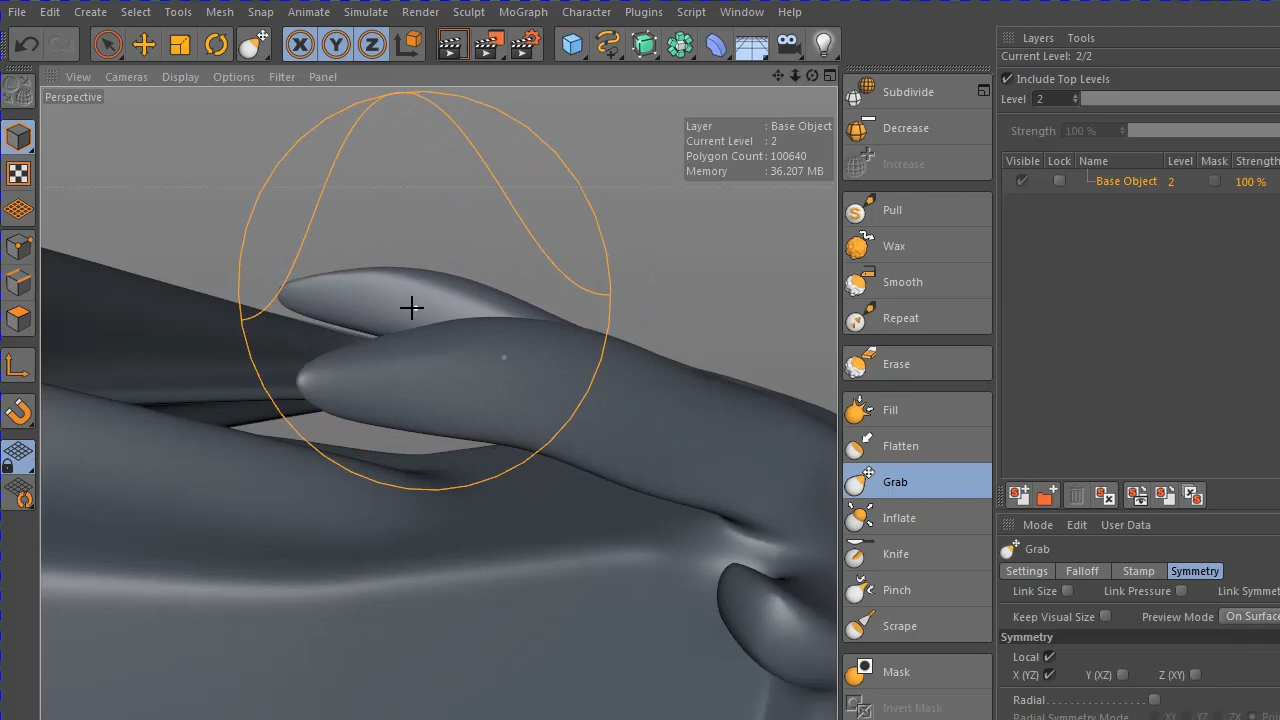 File Edit Create Select Tools Mesh Snap Animate Simulate Render Sculpt MoGraph Character Plugins Script Window Help
View Cameras Display Options Filter Panel
Perspective
Layer : Base Object
Current Level : 2
Polygon Count : 100640
Memory : 36.207 MB
Subdivide
Decrease
Increase
Pull
Wax
Smooth
Repeat
Erase
Fill
Flatten
Grab
Inflate
Knife
Pinch
Scrape
Mask
Invert Mask
Layers Tools
Current Level: 2/2
Include Top Levels
Level 2
Strength 100 %
Visible Lock Name Level Mask Strength
Base Object 2 100 %
Mode Edit User Data
Grab
Settings Falloff Stamp Symmetry
Link Size Link Pressure Link Symmet
Keep Visual Size Preview Mode On Surface
Symmetry
Local
X (YZ) Y (XZ) Z (XY)
Radial
Radial Symmetry Mode